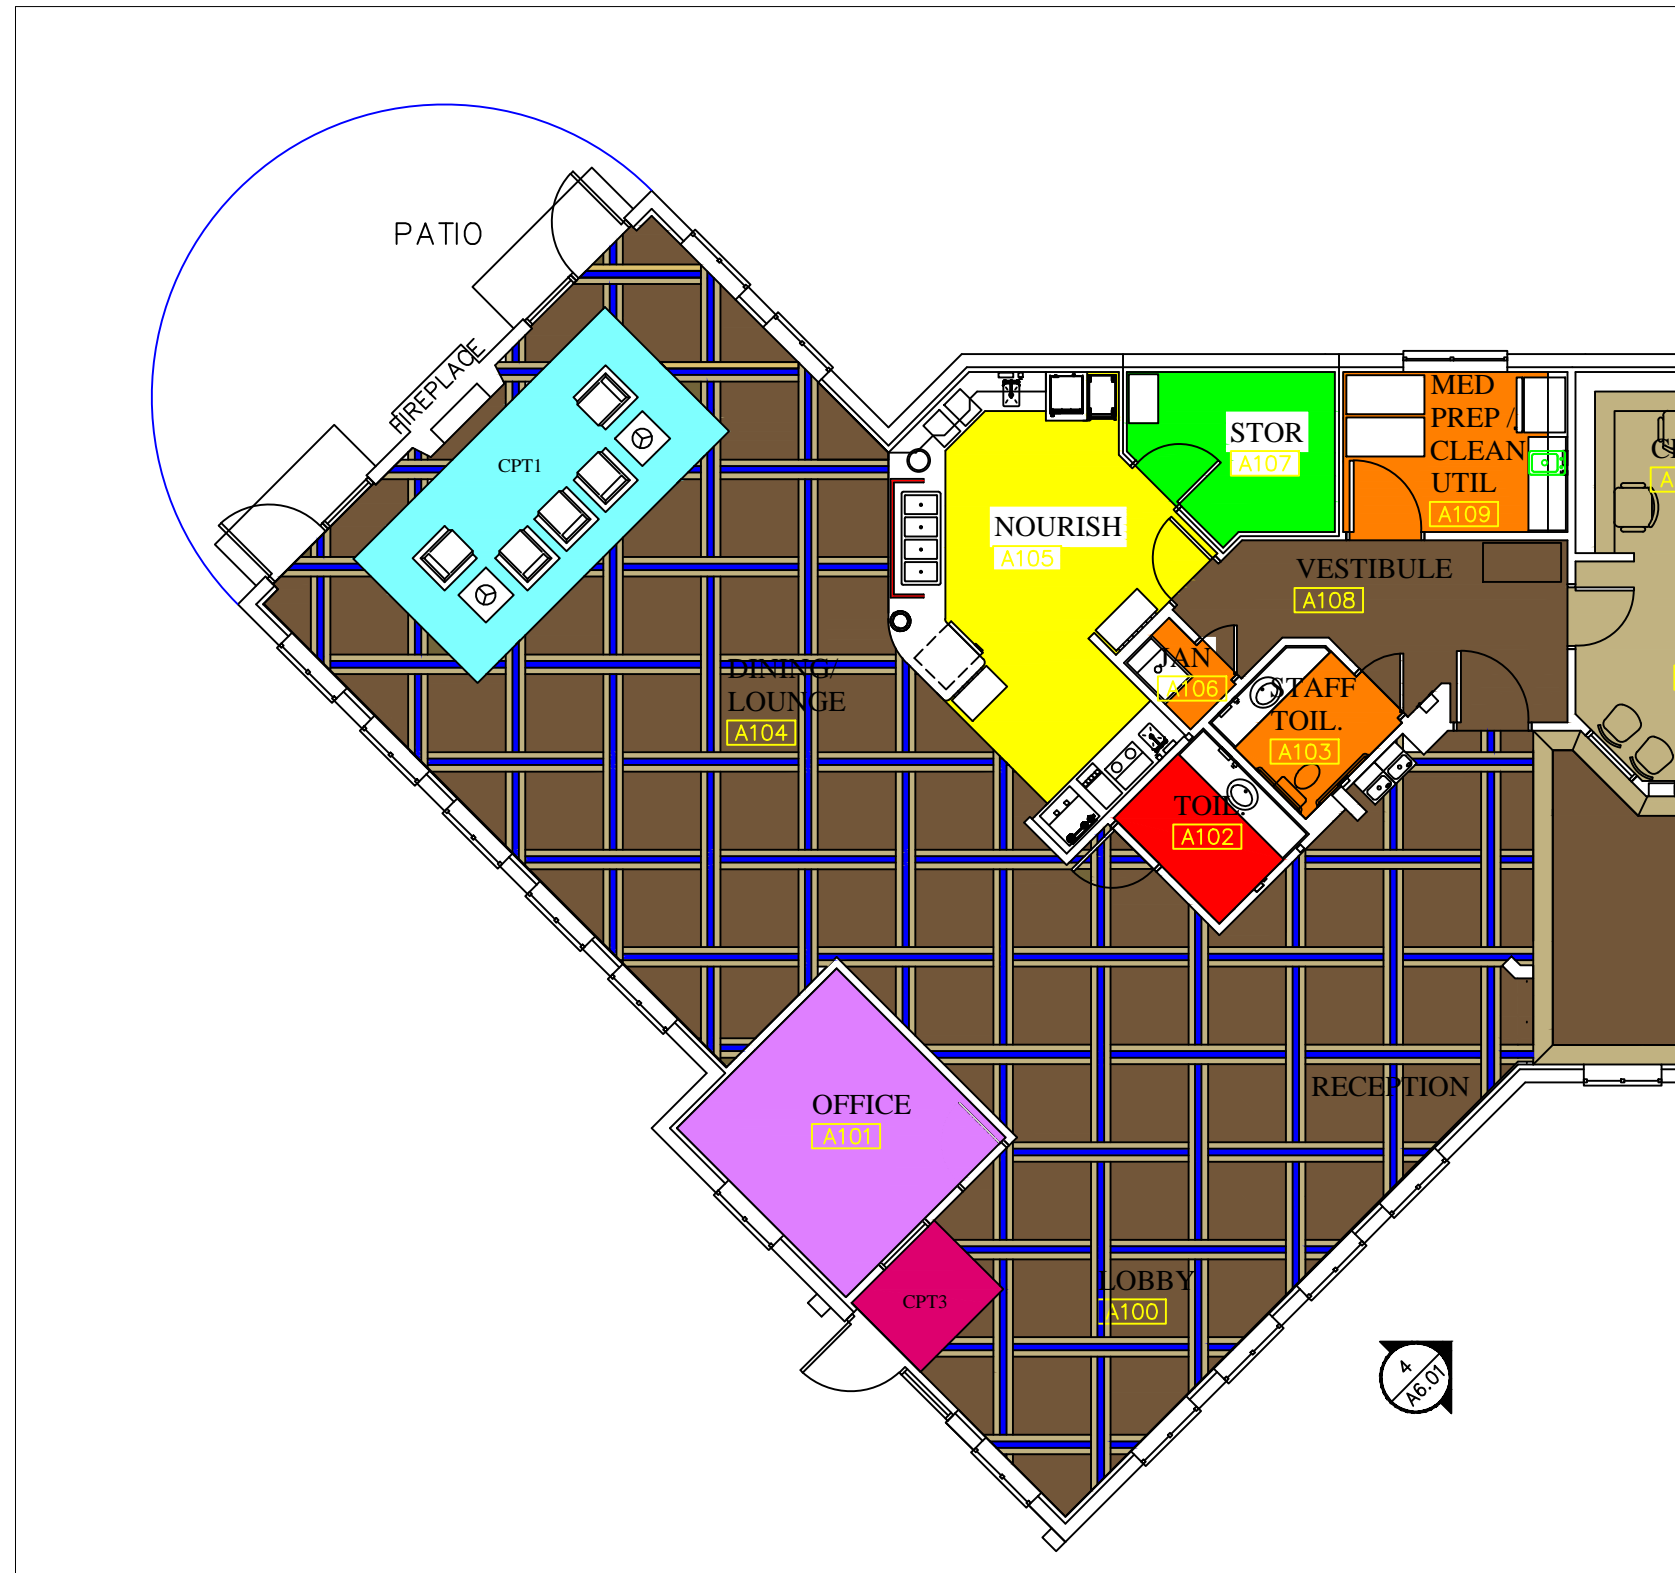 PATIO
FIREPLACE
CPT1
STOR
A107
MED
PREP /
CLEAN
UTIL
A109
NOURISH
A105
VESTIBULE
A108
JAN
A106
STAFF
TOIL.
A103
DINING/
LOUNGE
A104
TOIL.
A102
OFFICE
A101
RECEPTION
CPT3
LOBBY
A100
4
A6.01